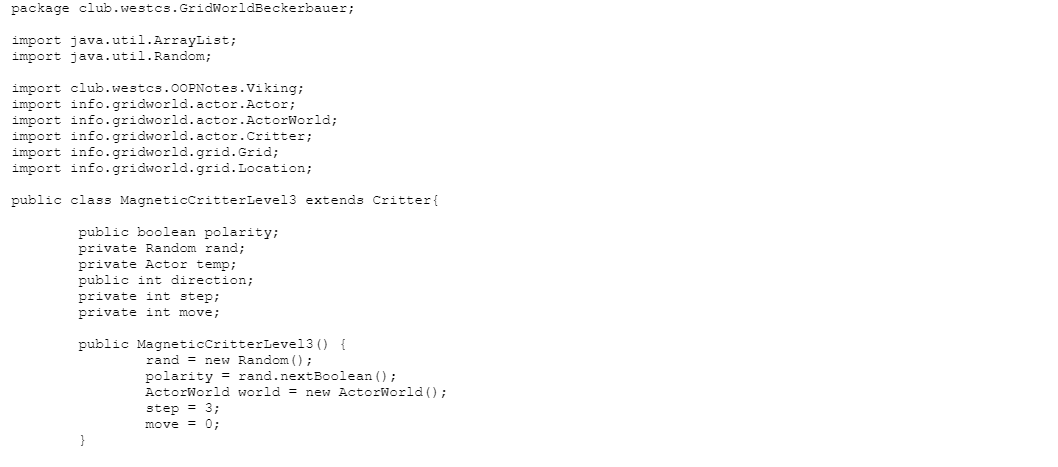 package club.westcs.GridWorldBeckerbauer;

import java.util.ArrayList;
import java.util.Random;

import club.westcs.OOPNotes.Viking;
import info.gridworld.actor.Actor;
import info.gridworld.actor.ActorWorld;
import info.gridworld.actor.Critter;
import info.gridworld.grid.Grid;
import info.gridworld.grid.Location;

public class MagneticCritterLevel3 extends Critter{

        public boolean polarity;
        private Random rand;
        private Actor temp;
        public int direction;
        private int step;
        private int move;

        public MagneticCritterLevel3() {
                rand = new Random();
                polarity = rand.nextBoolean();
                ActorWorld world = new ActorWorld();
                step = 3;
                move = 0;
        }